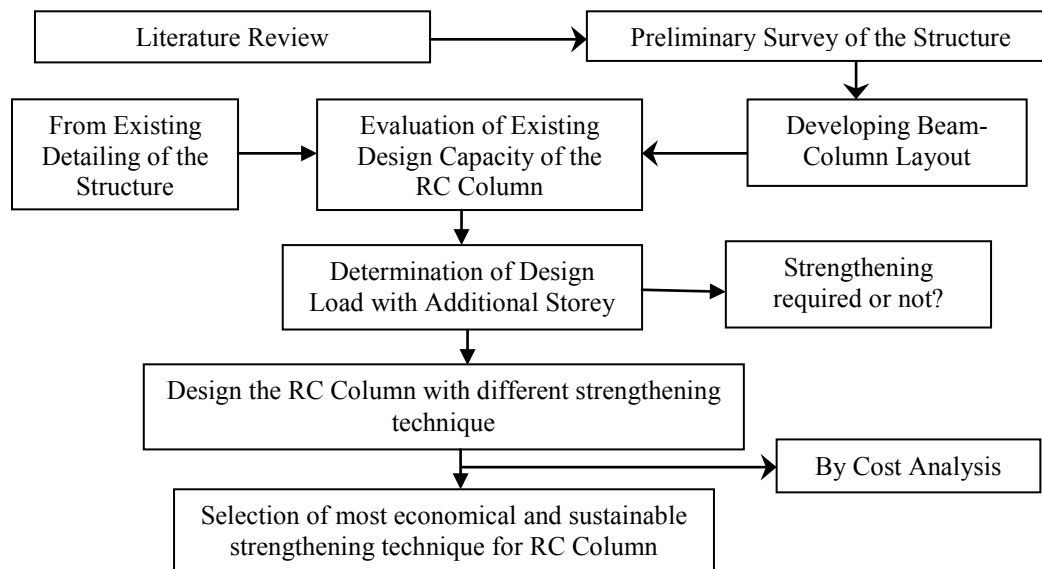 Literature Review
Preliminary Survey of the Structure
From Existing
Detailing of the
Structure
Evaluation of Existing
Design Capacity of the
RC Column
Developing Beam-
Column Layout
Determination of Design
Load with Additional Storey
Strengthening
required or not?
Design the RC Column with different strengthening
technique
By Cost Analysis
Selection of most economical and sustainable
strengthening technique for RC Column